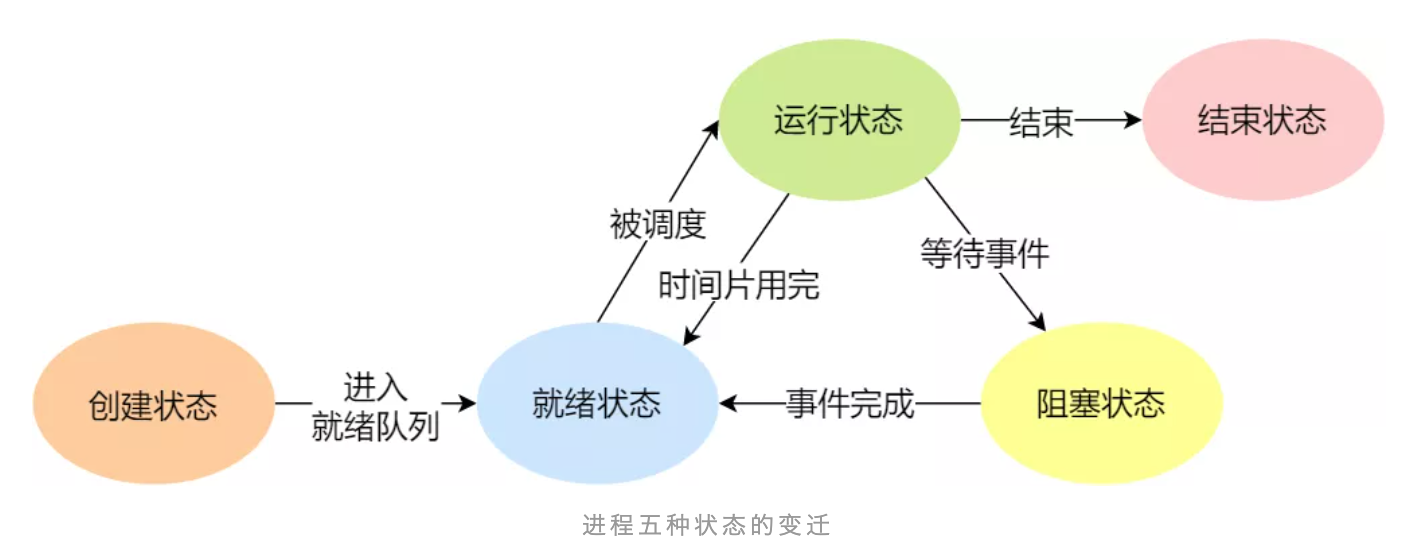 运行状态
结束
结束状态
被调度
时间片用完
等待事件
创建状态
进入
就绪队列
就绪状态
事件完成
阻塞状态
进程五种状态的变迁